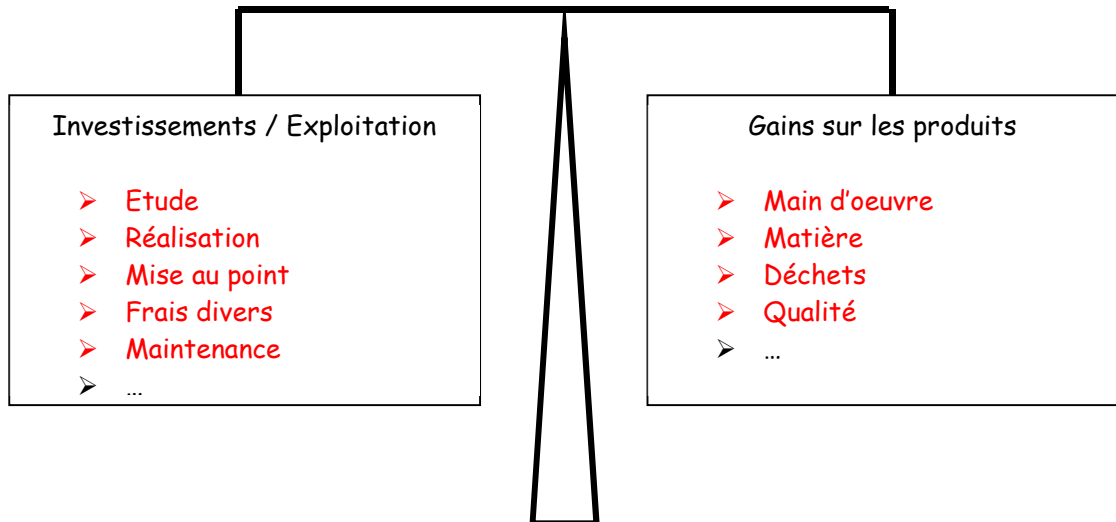 Investissements / Exploitation
➢ Etude
➢ Réalisation
➢ Mise au point
➢ Frais divers
➢ Maintenance
➢ …
Gains sur les produits
➢ Main d'oeuvre
➢ Matière
➢ Déchets
➢ Qualité
➢ …